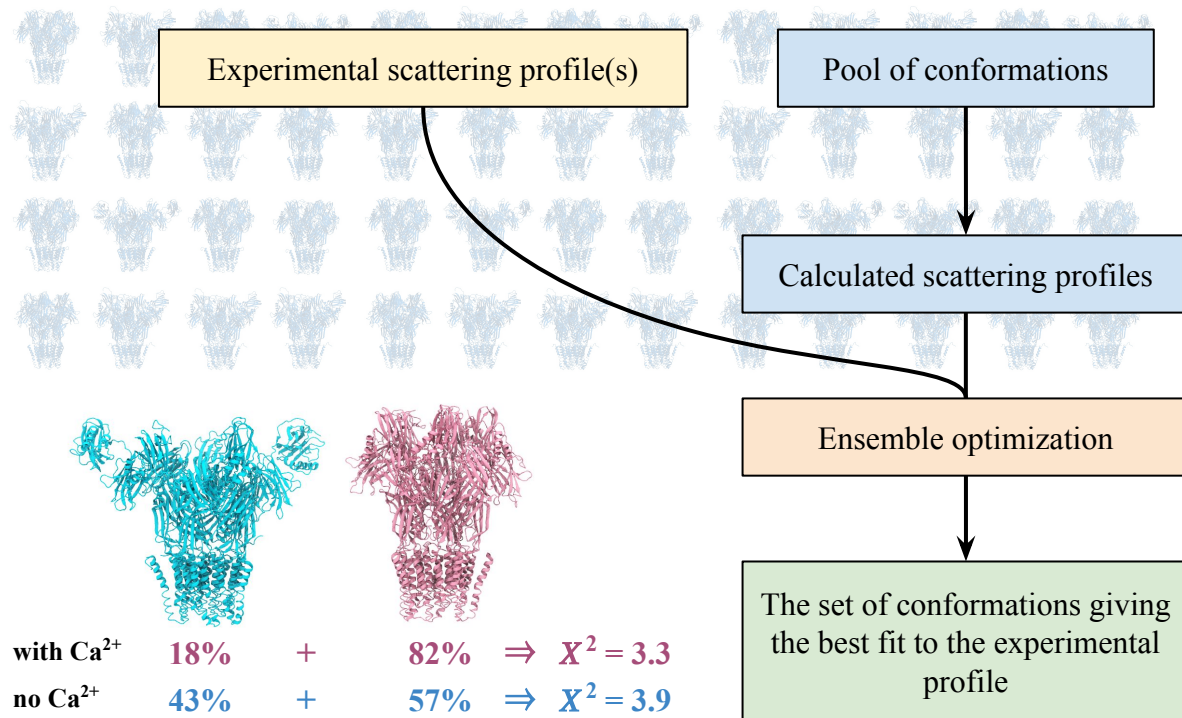 Experimental scattering profile(s)
Pool of conformations
Calculated scattering profiles
Ensemble optimization
The set of conformations giving
the best fit to the experimental
profile
with Ca²⁺ 18% + 82% ⇒ X² = 3.3
no Ca²⁺ 43% + 57% ⇒ X² = 3.9